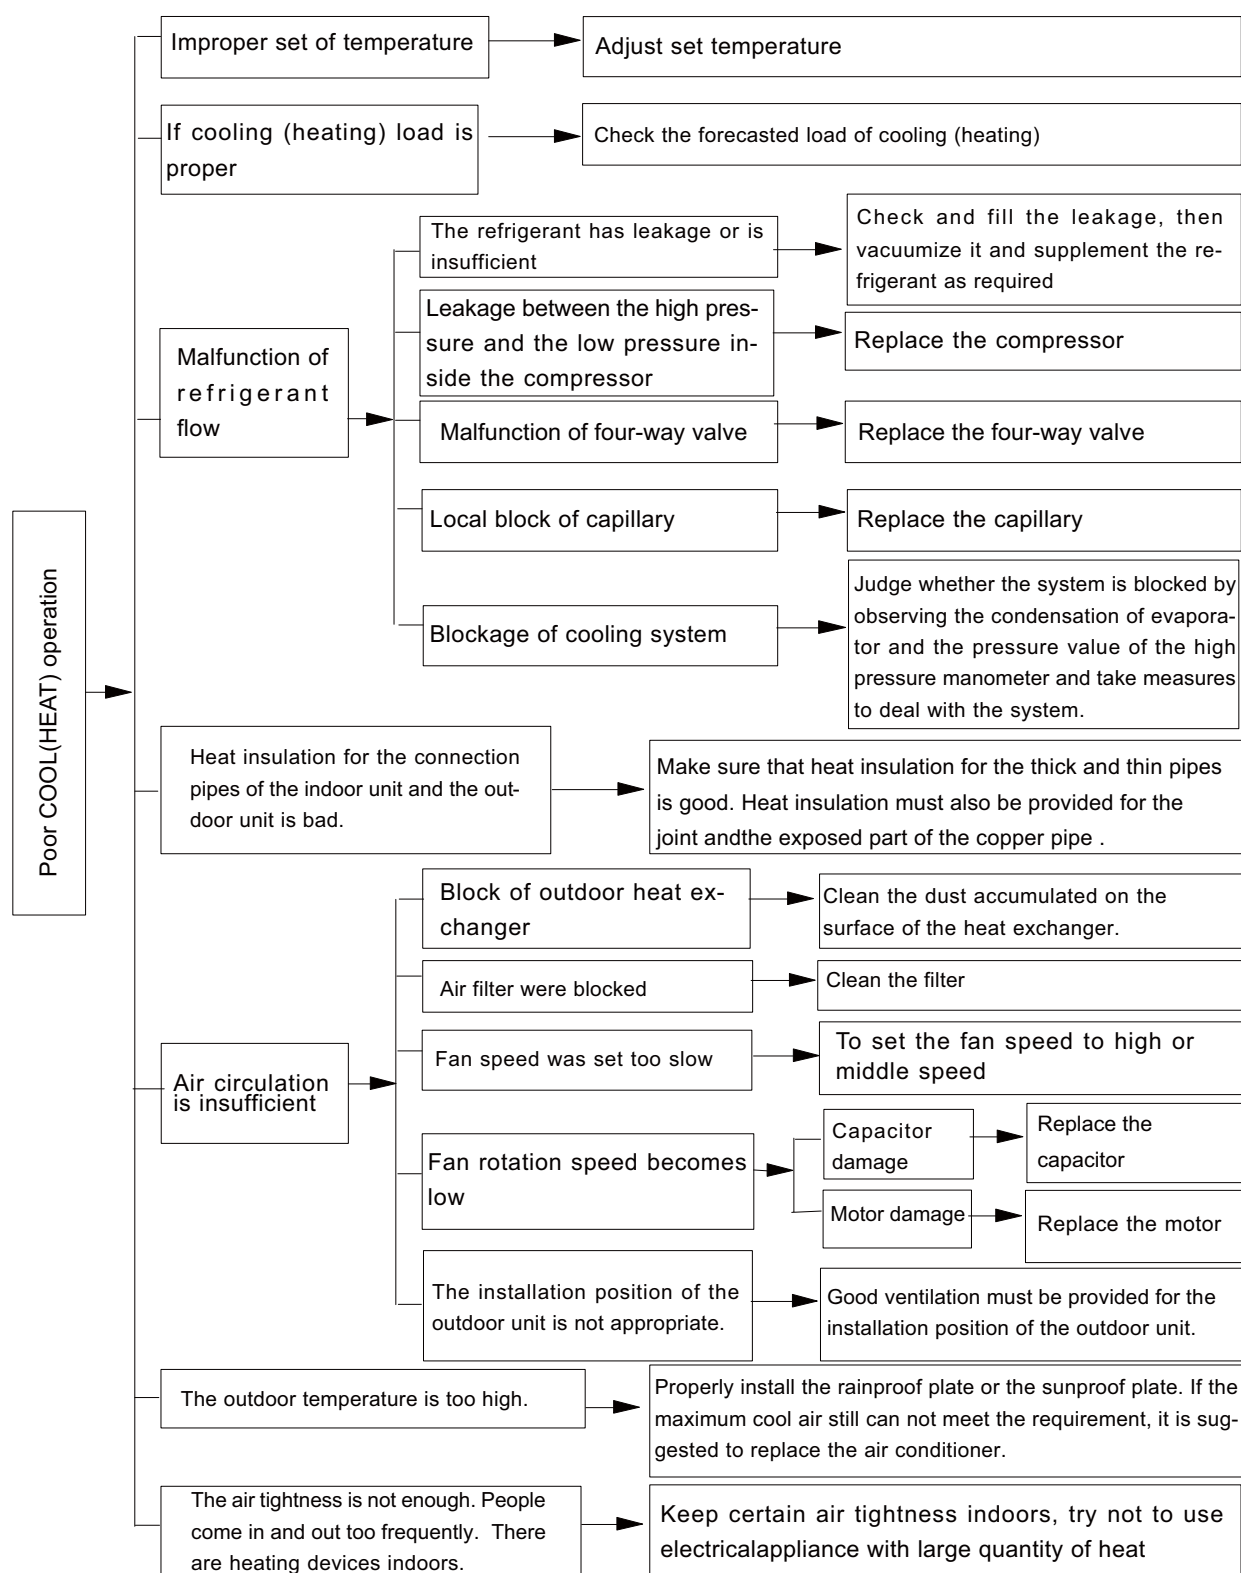 Improper set of temperature
Adjust set temperature
If cooling (heating) load is
proper
Check the forecasted load of cooling (heating)
Malfunction of
refrigerant
flow
The refrigerant has leakage or is
insufficient
Check and fill the leakage, then
vacuumize it and supplement the re-
frigerant as required
Leakage between the high pres-
sure and the low pressure in-
side the compressor
Replace the compressor
Malfunction of four-way valve
Replace the four-way valve
Local block of capillary
Replace the capillary
Blockage of cooling system
Judge whether the system is blocked by
observing the condensation of evapora-
tor and the pressure value of the high
pressure manometer and take measures
to deal with the system.
Poor COOL(HEAT) operation
Heat insulation for the connection
pipes of the indoor unit and the out-
door unit is bad.
Make sure that heat insulation for the thick and thin pipes
is good. Heat insulation must also be provided for the
joint andthe exposed part of the copper pipe .
Air circulation
is insufficient
Block of outdoor heat ex-
changer
Clean the dust accumulated on the
surface of the heat exchanger.
Air filter were blocked
Clean the filter
Fan speed was set too slow
To set the fan speed to high or
middle speed
Fan rotation speed becomes
low
Capacitor
damage
Replace the
capacitor
Motor damage
Replace the motor
The installation position of the
outdoor unit is not appropriate.
Good ventilation must be provided for the
installation position of the outdoor unit.
The outdoor temperature is too high.
Properly install the rainproof plate or the sunproof plate. If the
maximum cool air still can not meet the requirement, it is sug-
gested to replace the air conditioner.
The air tightness is not enough. People
come in and out too frequently. There
are heating devices indoors.
Keep certain air tightness indoors, try not to use
electricalappliance with large quantity of heat